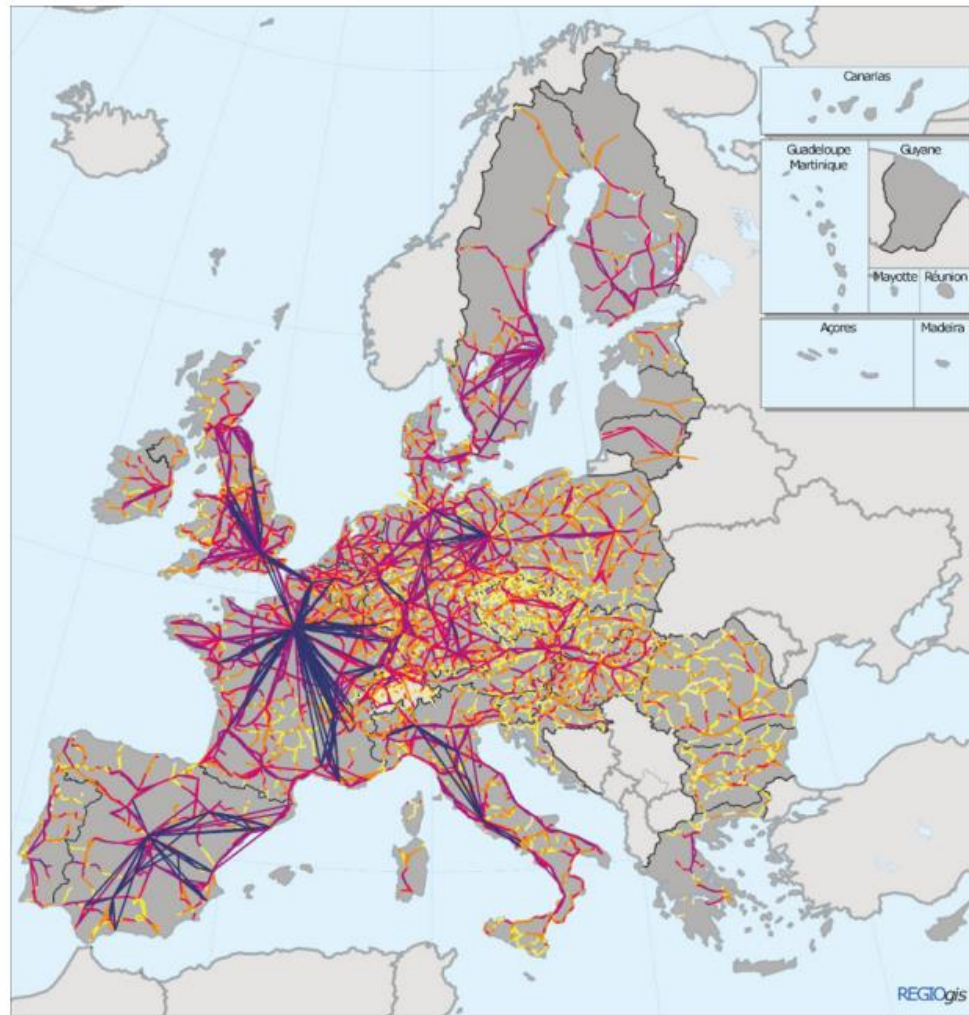 Canarias
Guadeloupe
Martinique
Guyane
Mayotte
Réunion
Açores
Madeira
REGIOgis